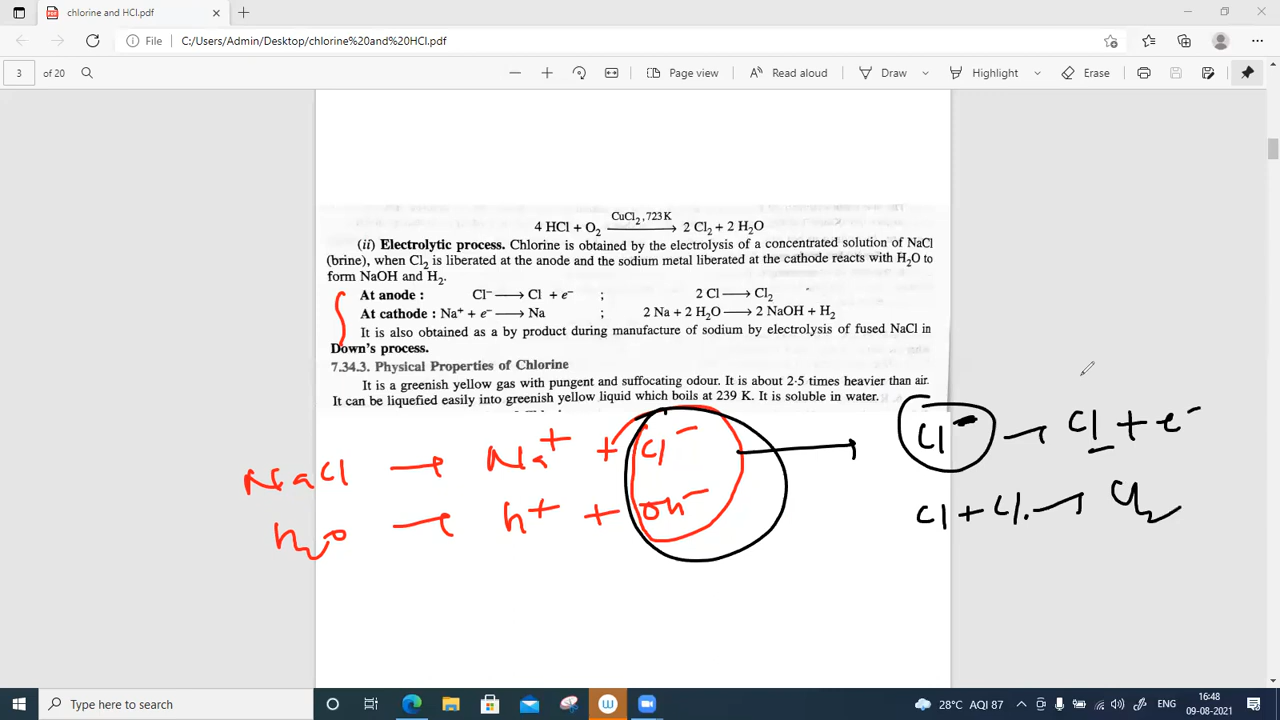 chlorine and HCl.pdf
File C:/Users/Admin/Desktop/chlorine%20and%20HCl.pdf
3 of 20 Page view Read aloud Draw Highlight Erase
4 HCl + O₂ CuCl₂, 723 K ⟶ 2 Cl₂ + 2 H₂O
(ii) Electrolytic process. Chlorine is obtained by the electrolysis of a concentrated solution of NaCl
(brine), when Cl₂ is liberated at the anode and the sodium metal liberated at the cathode reacts with H₂O to
form NaOH and H₂.
At anode : Cl⁻ ⟶ Cl + e⁻ ; 2 Cl ⟶ Cl₂
At cathode : Na⁺ + e⁻ ⟶ Na ; 2 Na + 2 H₂O ⟶ 2 NaOH + H₂
It is also obtained as a by product during manufacture of sodium by electrolysis of fused NaCl in
Down's process.
7.34.3. Physical Properties of Chlorine
It is a greenish yellow gas with pungent and suffocating odour. It is about 2·5 times heavier than air.
It can be liquefied easily into greenish yellow liquid which boils at 239 K. It is soluble in water.
NaCl → Na⁺ + Cl⁻
Cl⁻ → Cl + e⁻
h₂o → h⁺ + oh⁻
Cl + Cl. → Cl₂
Type here to search
28°C AQI 87 ENG 16:48
09-08-2021